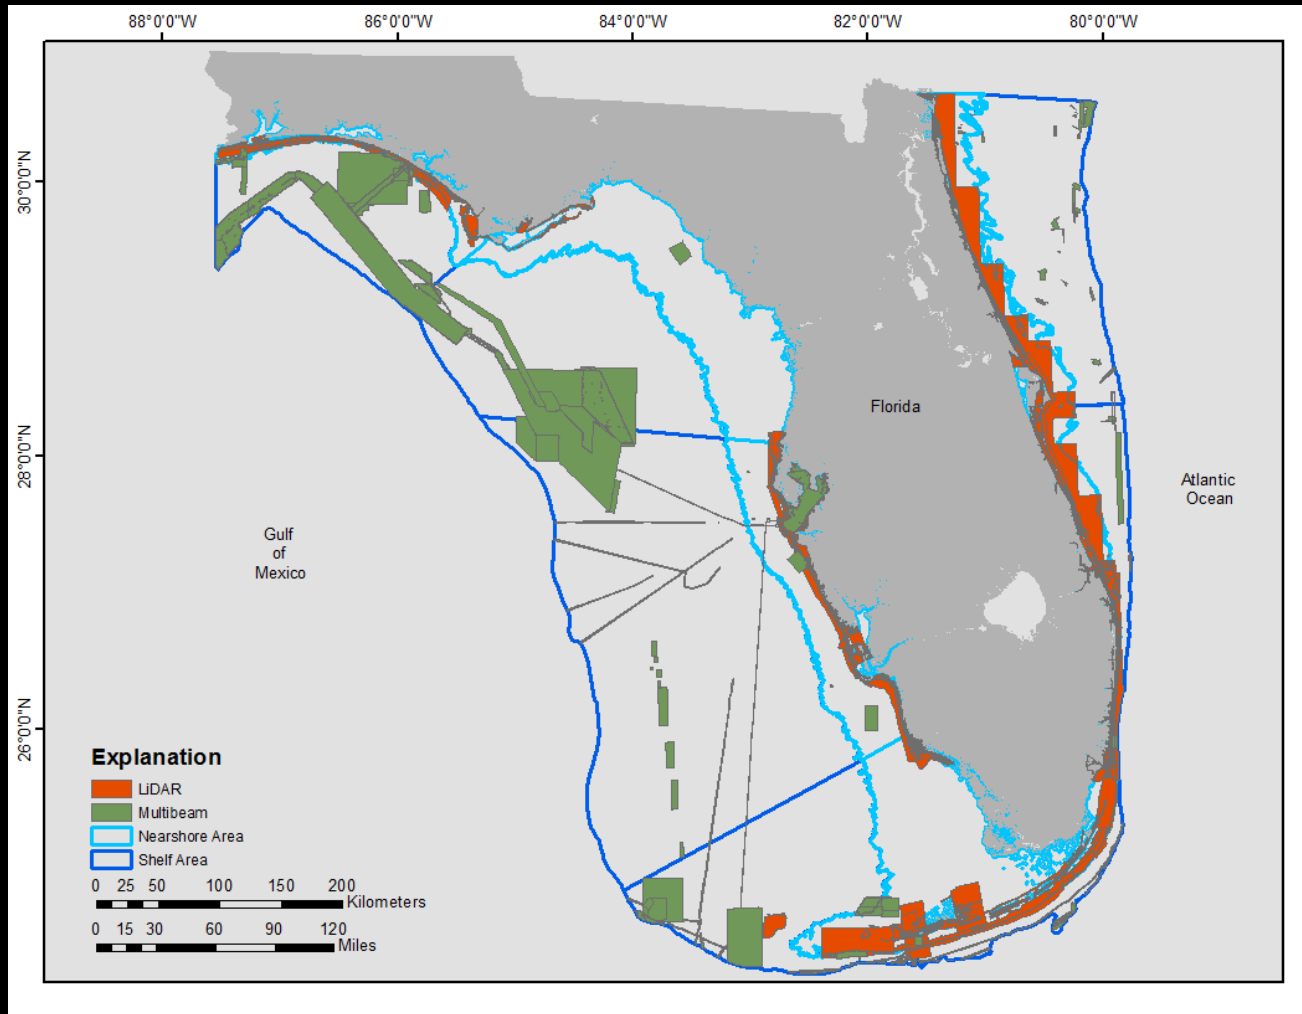 88°0'0"W 86°0'0"W 84°0'0"W 82°0'0"W 80°0'0"W
30°0'0"N
28°0'0"N
26°0'0"N
Florida
Atlantic
Ocean
Gulf
of
Mexico
Explanation
LiDAR
Multibeam
Nearshore Area
Shelf Area
0 25 50 100 150 200
Kilometers
0 15 30 60 90 120
Miles